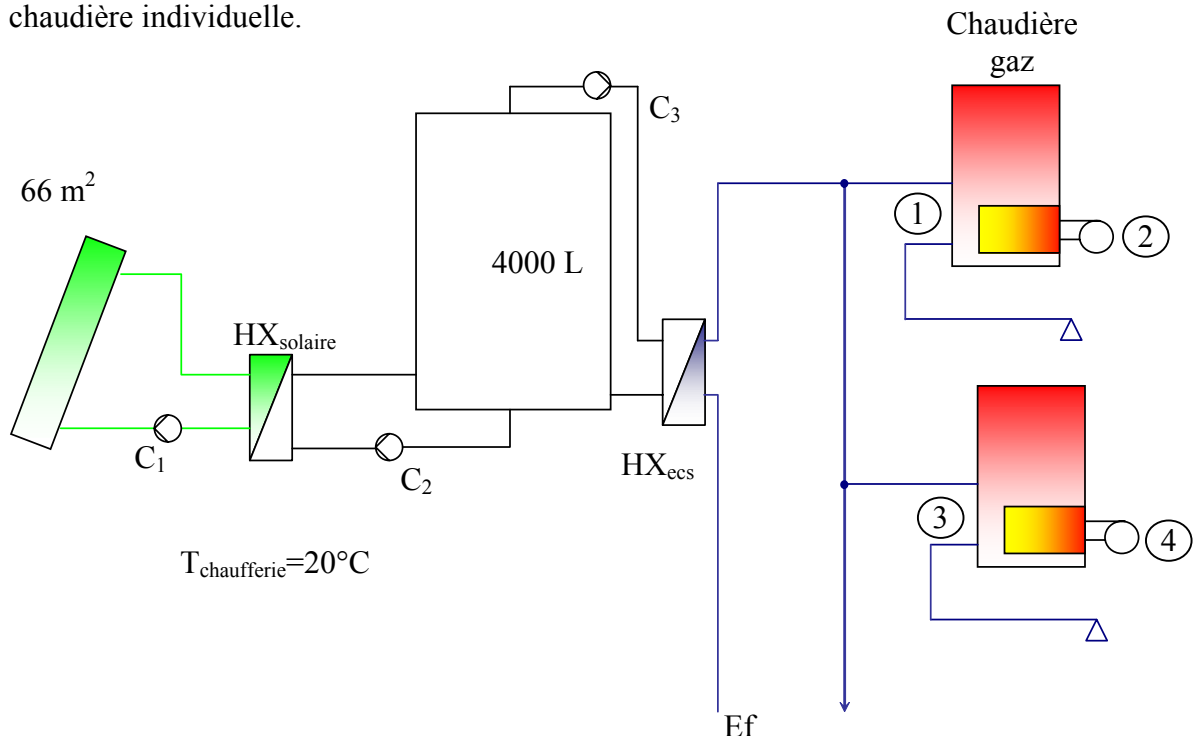 chaudière individuelle.
Chaudière
gaz
C₃
66 m²
1
2
4000 L
HXsolaire
C₁
C₂
HXecs
3
4
Tchaufferie=20°C
Ef